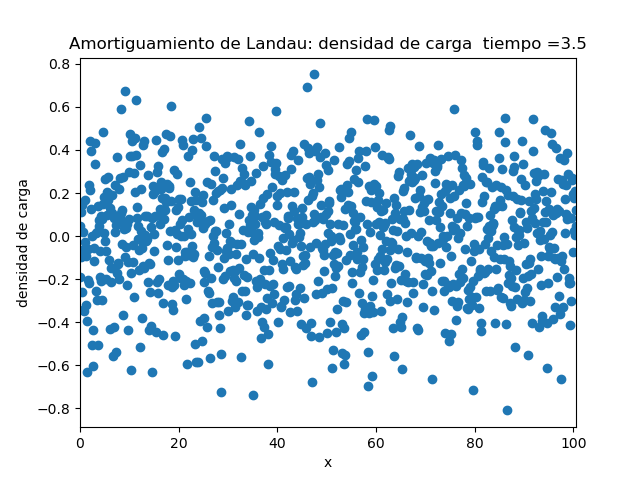 Amortiguamiento de Landau: densidad de carga  tiempo =3.5
densidad de carga
0.8
0.6
0.4
0.2
0.0
−0.2
−0.4
−0.6
−0.8
0 20 40 60 80 100
x